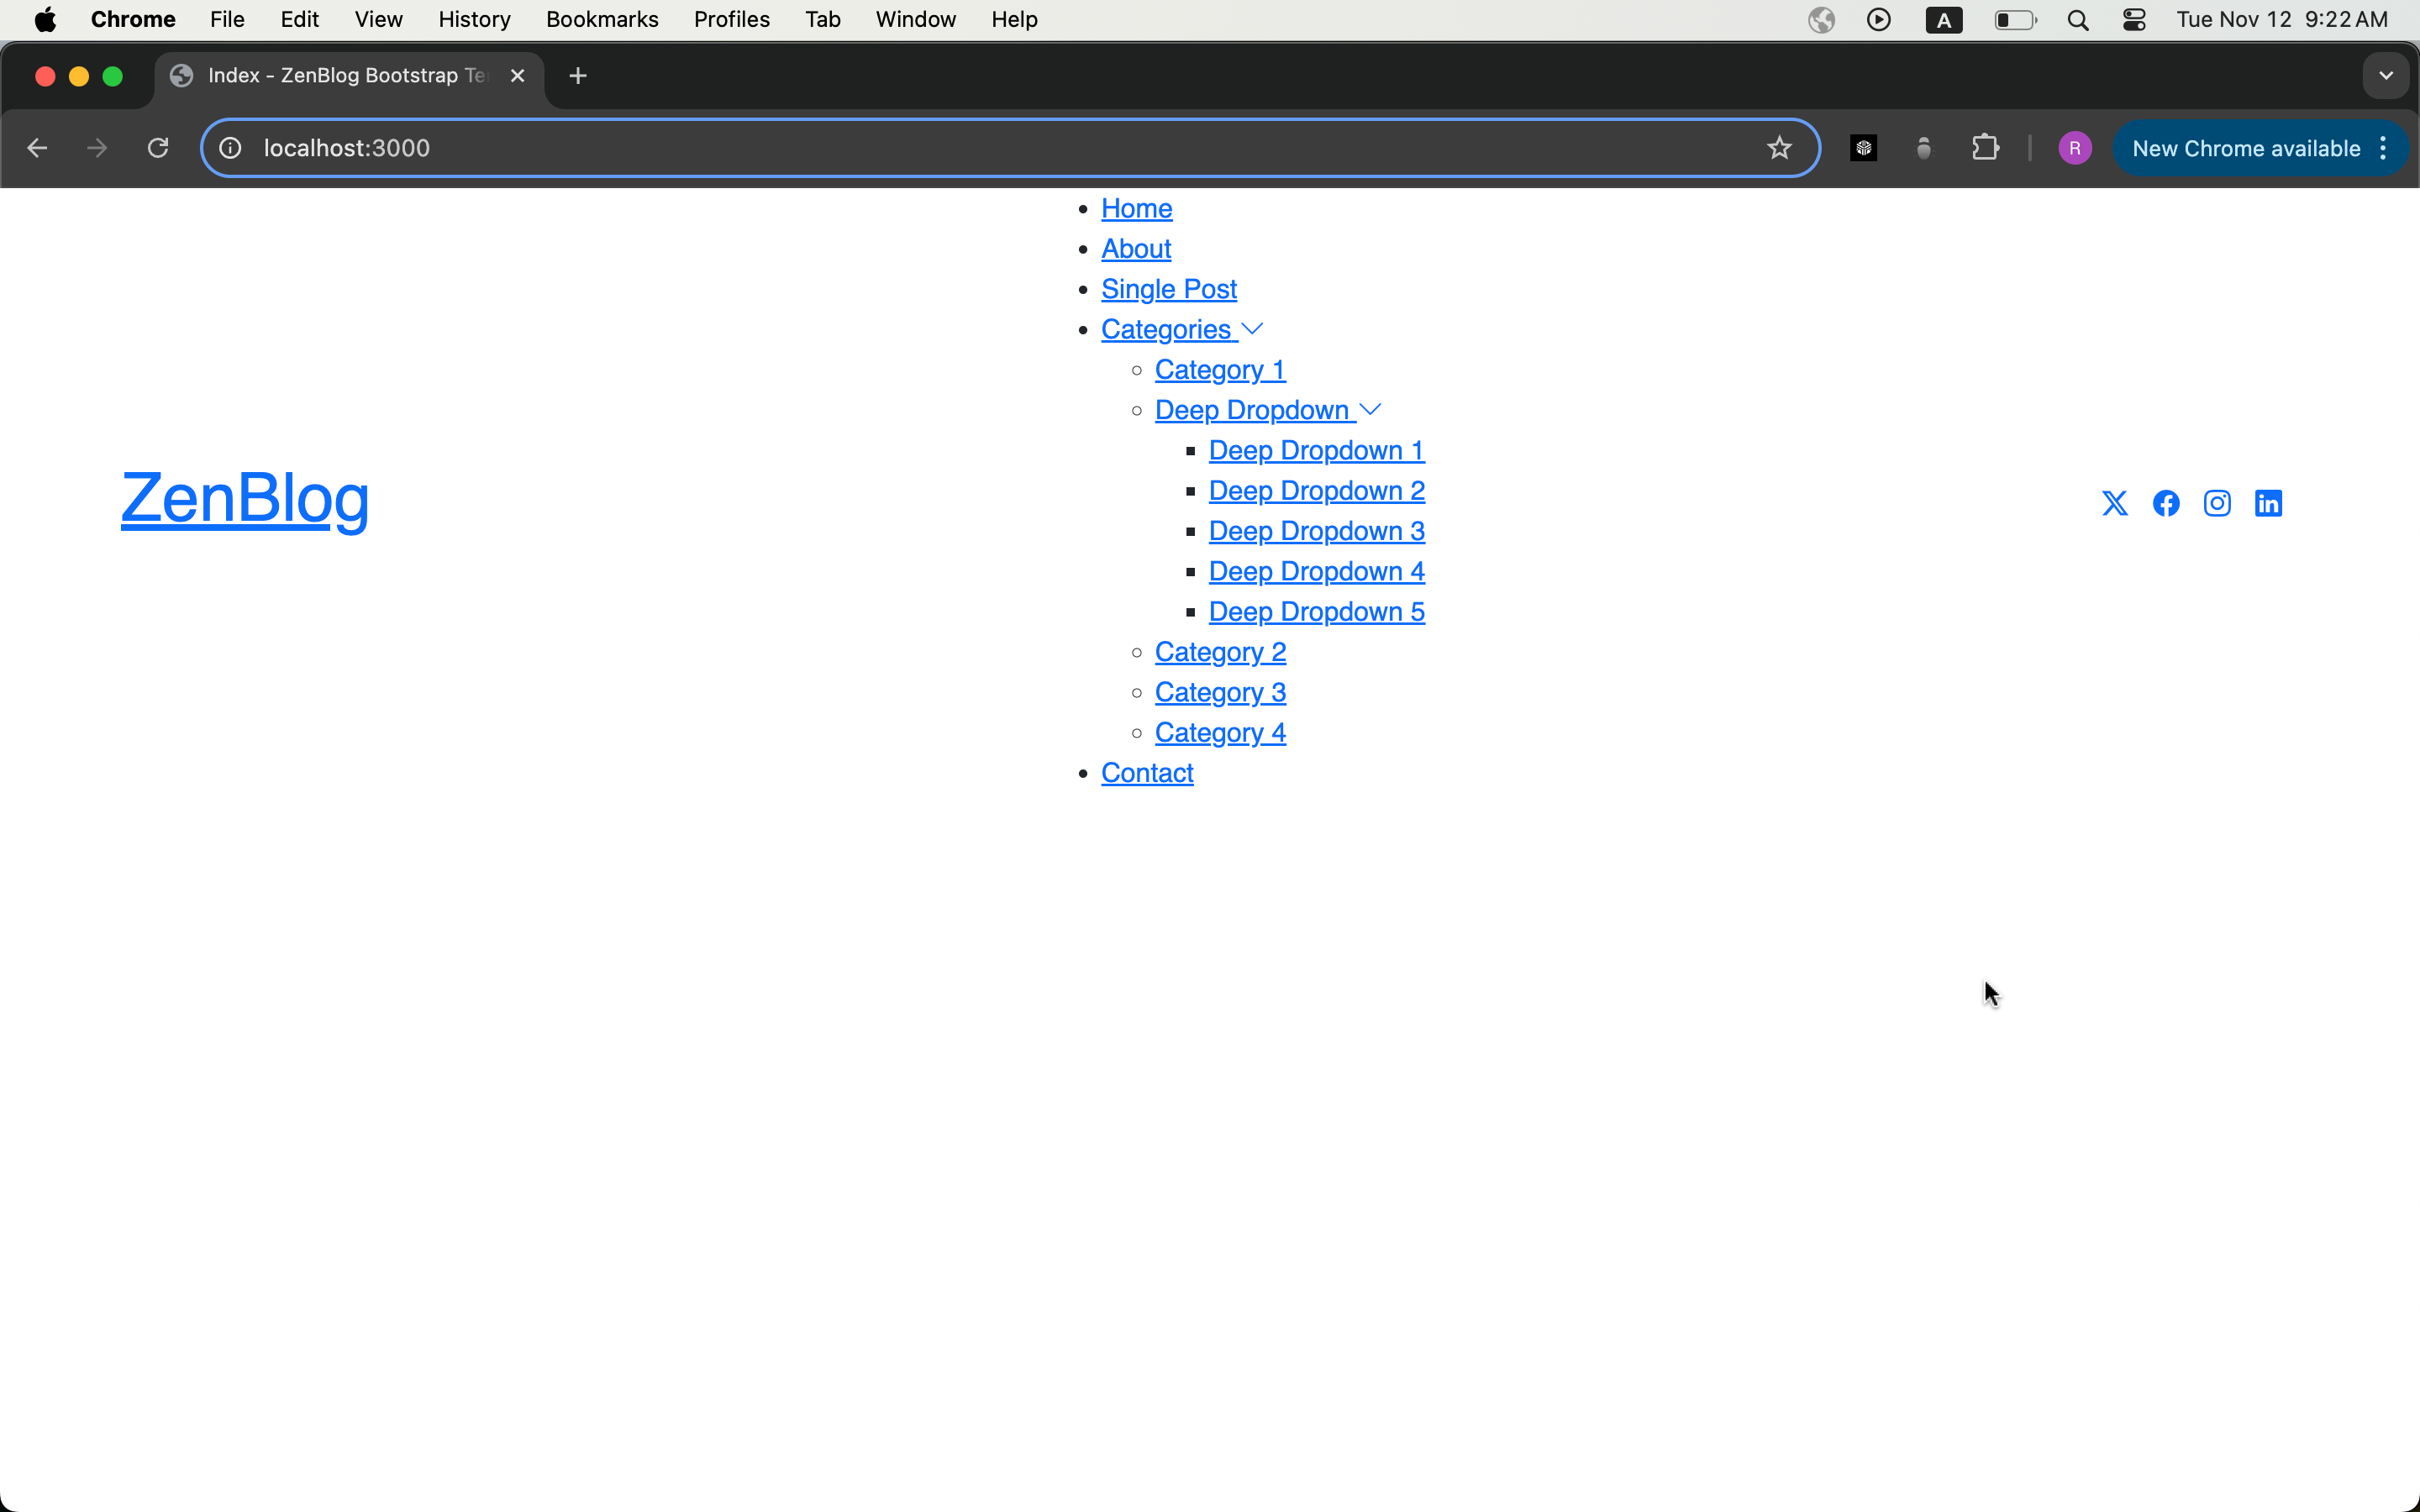 Chrome File Edit View History Bookmarks Profiles Tab Window Help A Tue Nov 12 9:22 AM
Index - ZenBlog Bootstrap Te
localhost:3000 R New Chrome available
Home
About
Single Post
Categories
Category 1
Deep Dropdown
Deep Dropdown 1
Deep Dropdown 2
Deep Dropdown 3
Deep Dropdown 4
Deep Dropdown 5
Category 2
Category 3
Category 4
Contact
ZenBlog